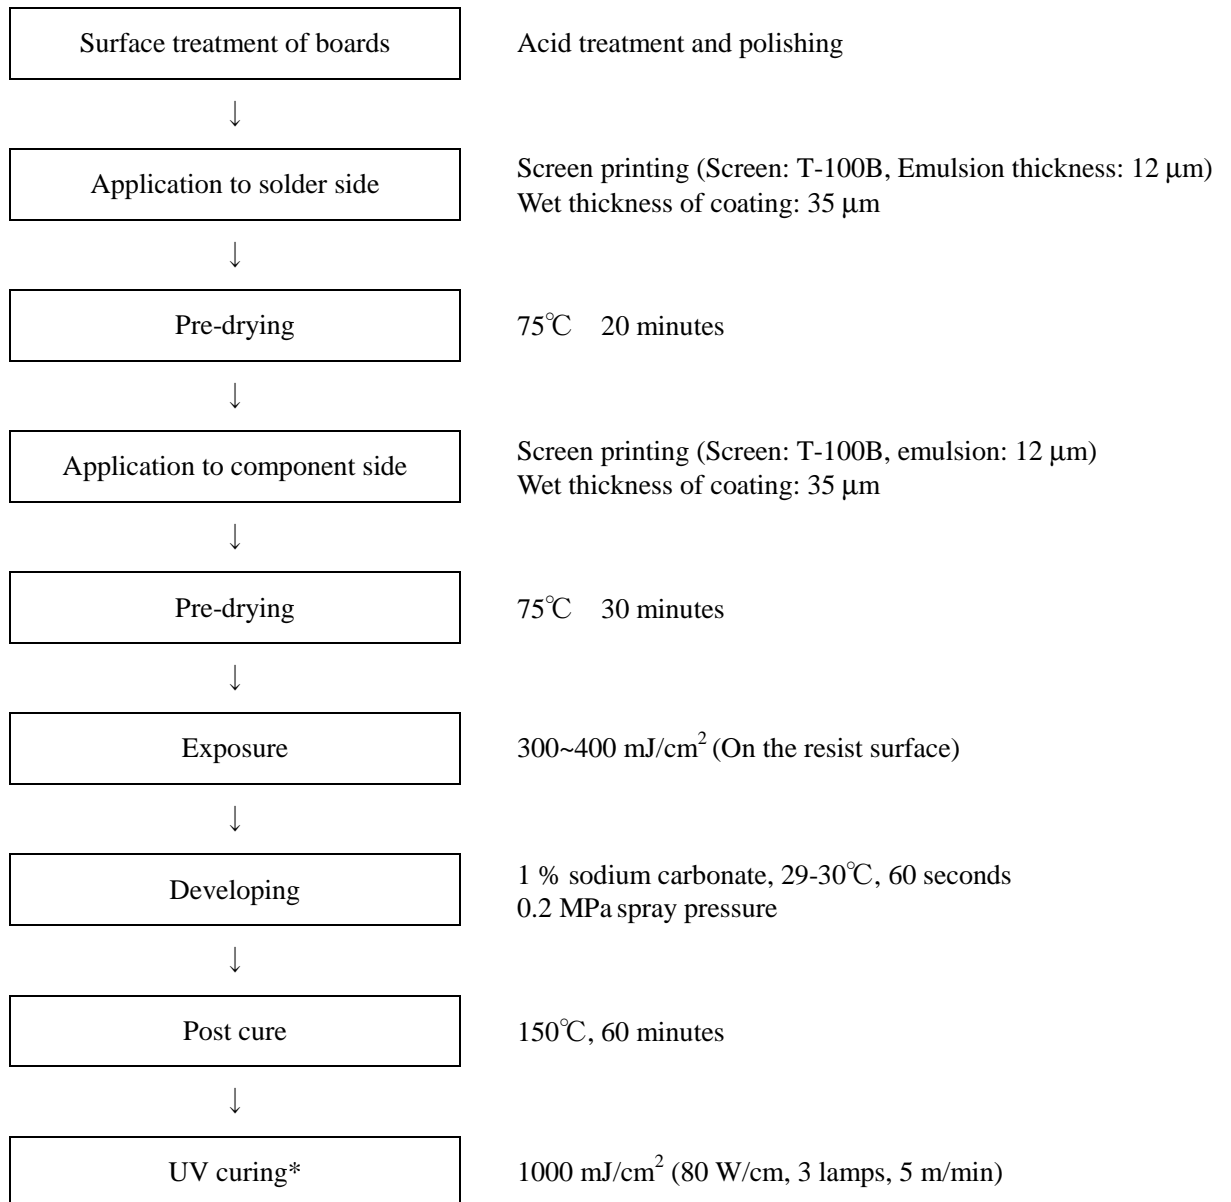 Surface treatment of boards
Acid treatment and polishing
↓
Application to solder side
Screen printing (Screen: T-100B, Emulsion thickness: 12 μm)
Wet thickness of coating: 35 μm
↓
Pre-drying
75℃ 20 minutes
↓
Application to component side
Screen printing (Screen: T-100B, emulsion: 12 μm)
Wet thickness of coating: 35 μm
↓
Pre-drying
75℃ 30 minutes
↓
Exposure
300~400 mJ/cm² (On the resist surface)
↓
Developing
1 % sodium carbonate, 29-30℃, 60 seconds
0.2 MPa spray pressure
↓
Post cure
150℃, 60 minutes
↓
UV curing*
1000 mJ/cm² (80 W/cm, 3 lamps, 5 m/min)